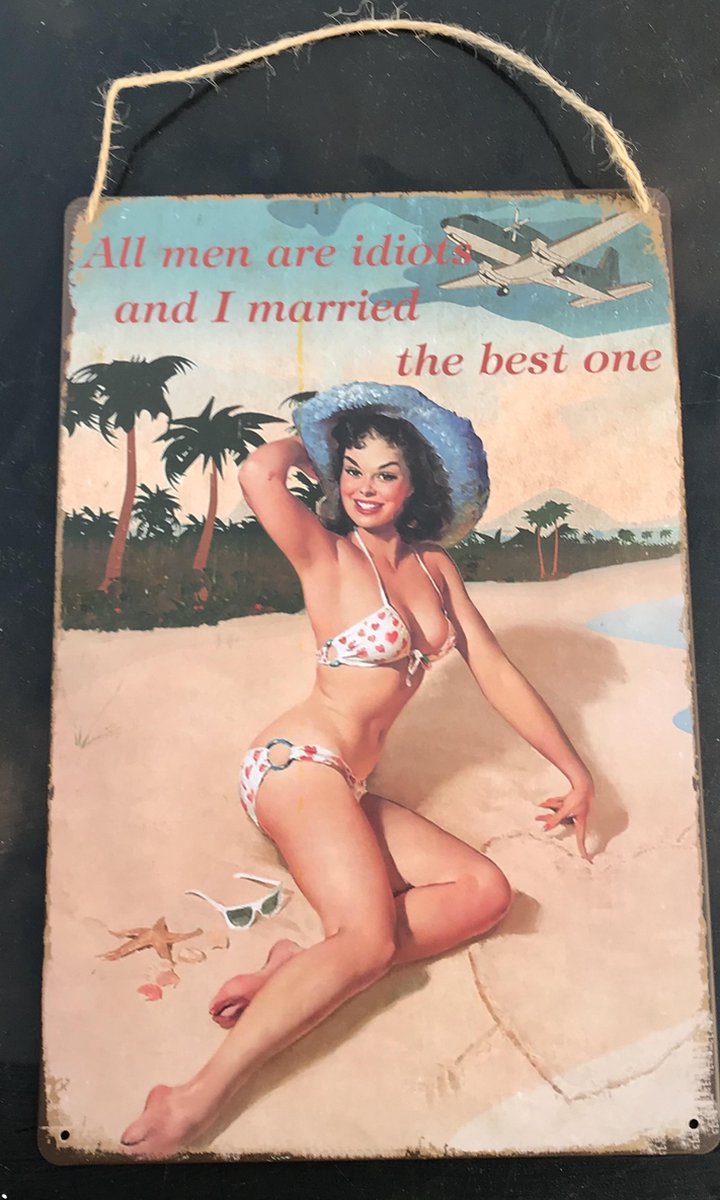 All men are idiots
and I married
the best one